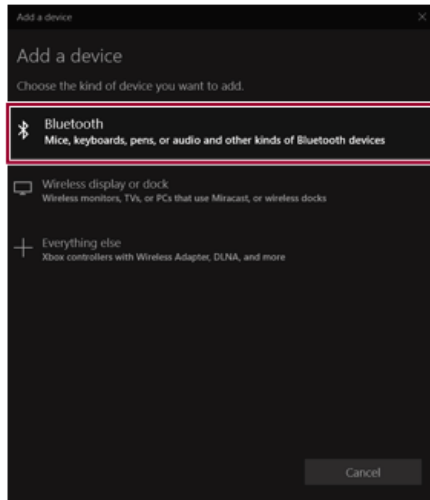 Add a device
Add a device
Choose the kind of device you want to add.
Bluetooth
Mice, keyboards, pens, or audio and other kinds of Bluetooth devices
Wireless display or dock
Wireless monitors, TVs, or PCs that use Miracast, or wireless docks
Everything else
Xbox controllers with Wireless Adapter, DLNA, and more
Cancel